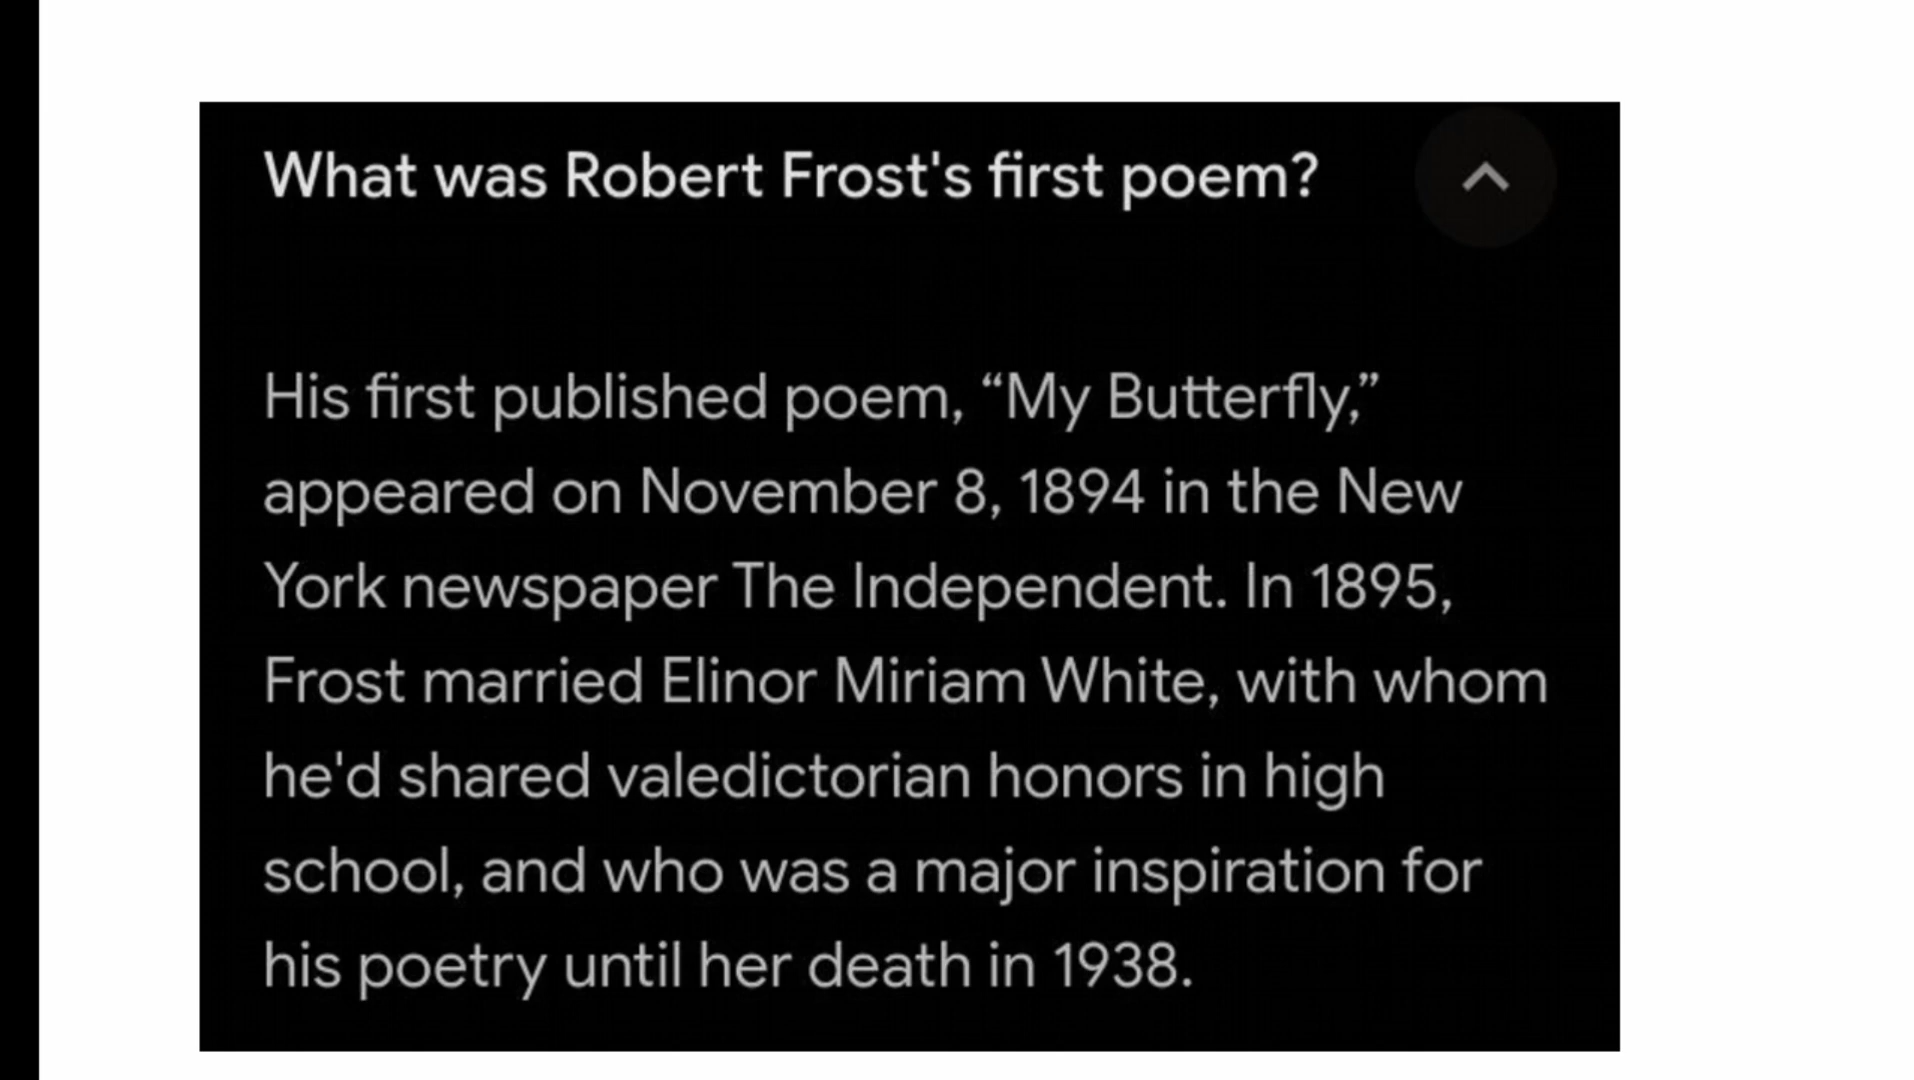 What was Robert Frost's first poem?
His first published poem, “My Butterfly,”
appeared on November 8, 1894 in the New
York newspaper The Independent. In 1895,
Frost married Elinor Miriam White, with whom
he'd shared valedictorian honors in high
school, and who was a major inspiration for
his poetry until her death in 1938.